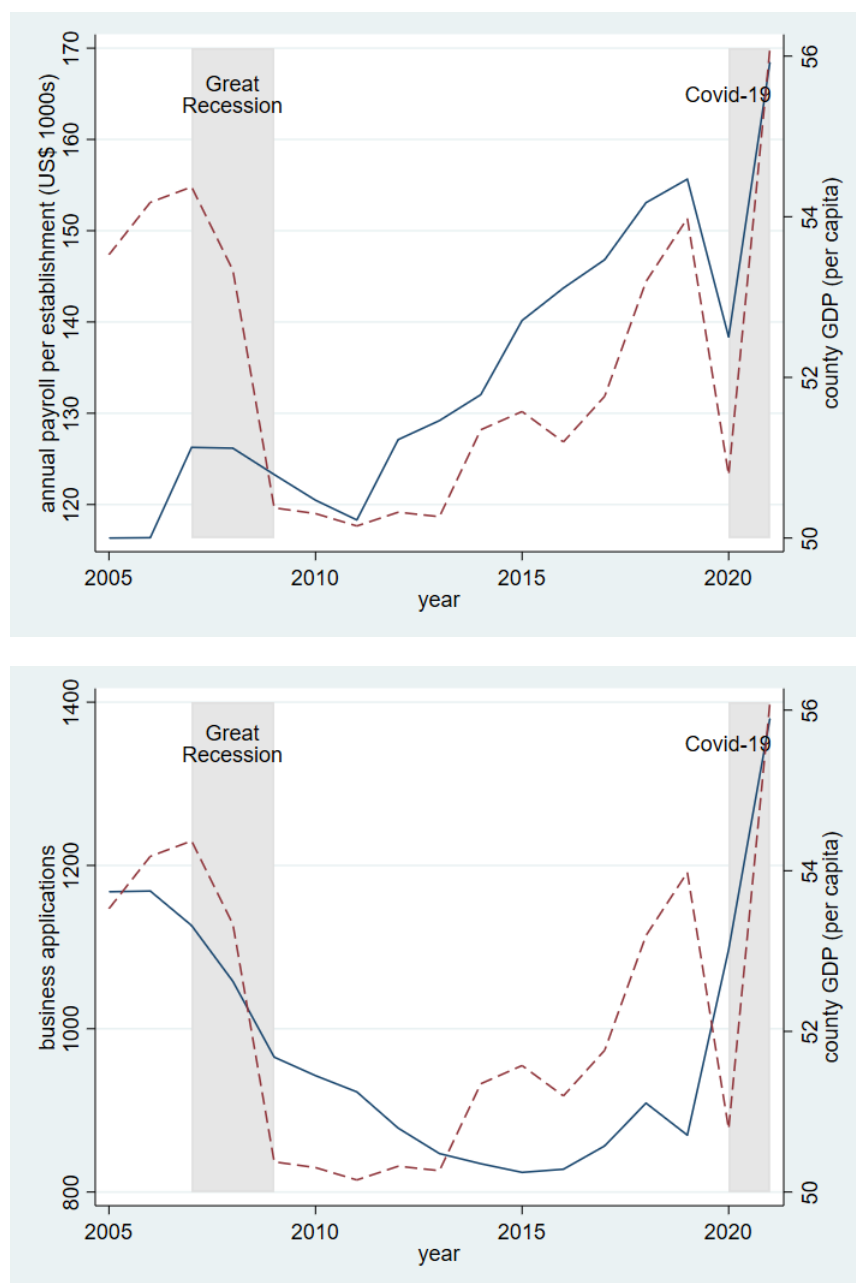 annual payroll per establishment (US$ 1000s)
120
130
140
150
160
170
Great
Recession
Covid-19
county GDP (per capita)
50
52
54
56
2005
2010
2015
2020
year
business applications
800
1000
1200
1400
Great
Recession
Covid-19
county GDP (per capita)
50
52
54
56
2005
2010
2015
2020
year